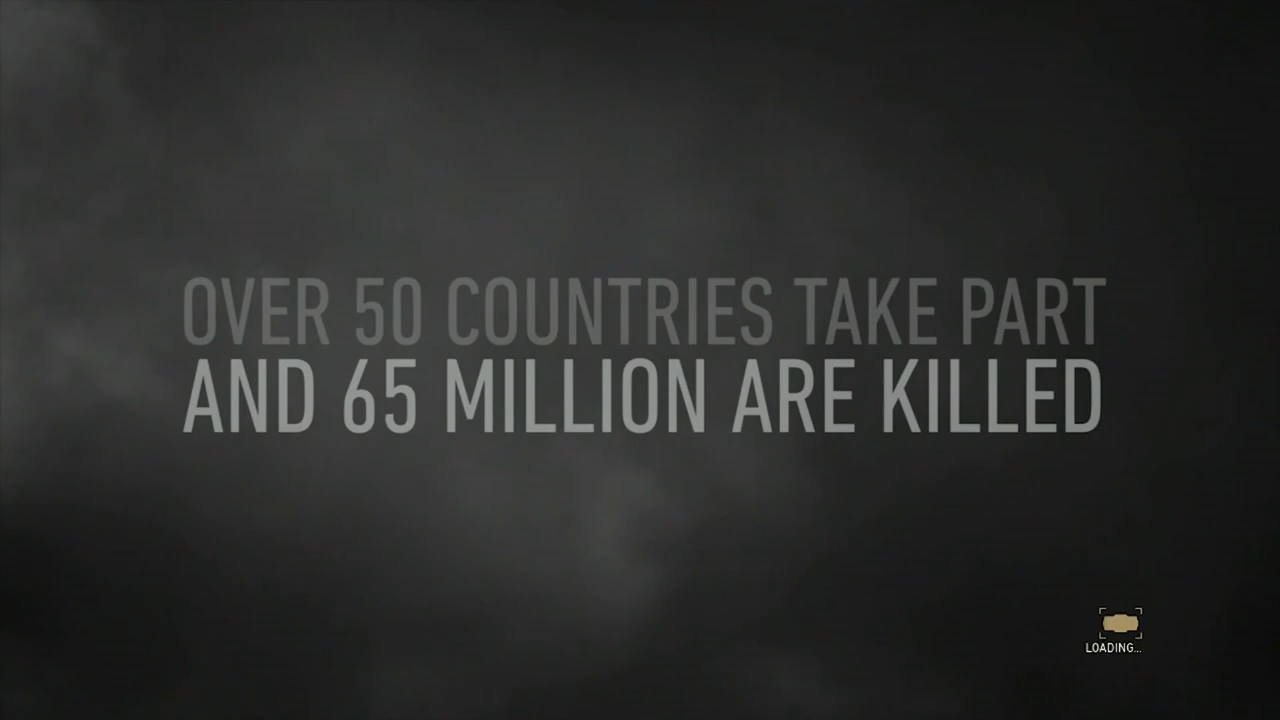 OVER 50 COUNTRIES TAKE PART
AND 65 MILLION ARE KILLED
LOADING...